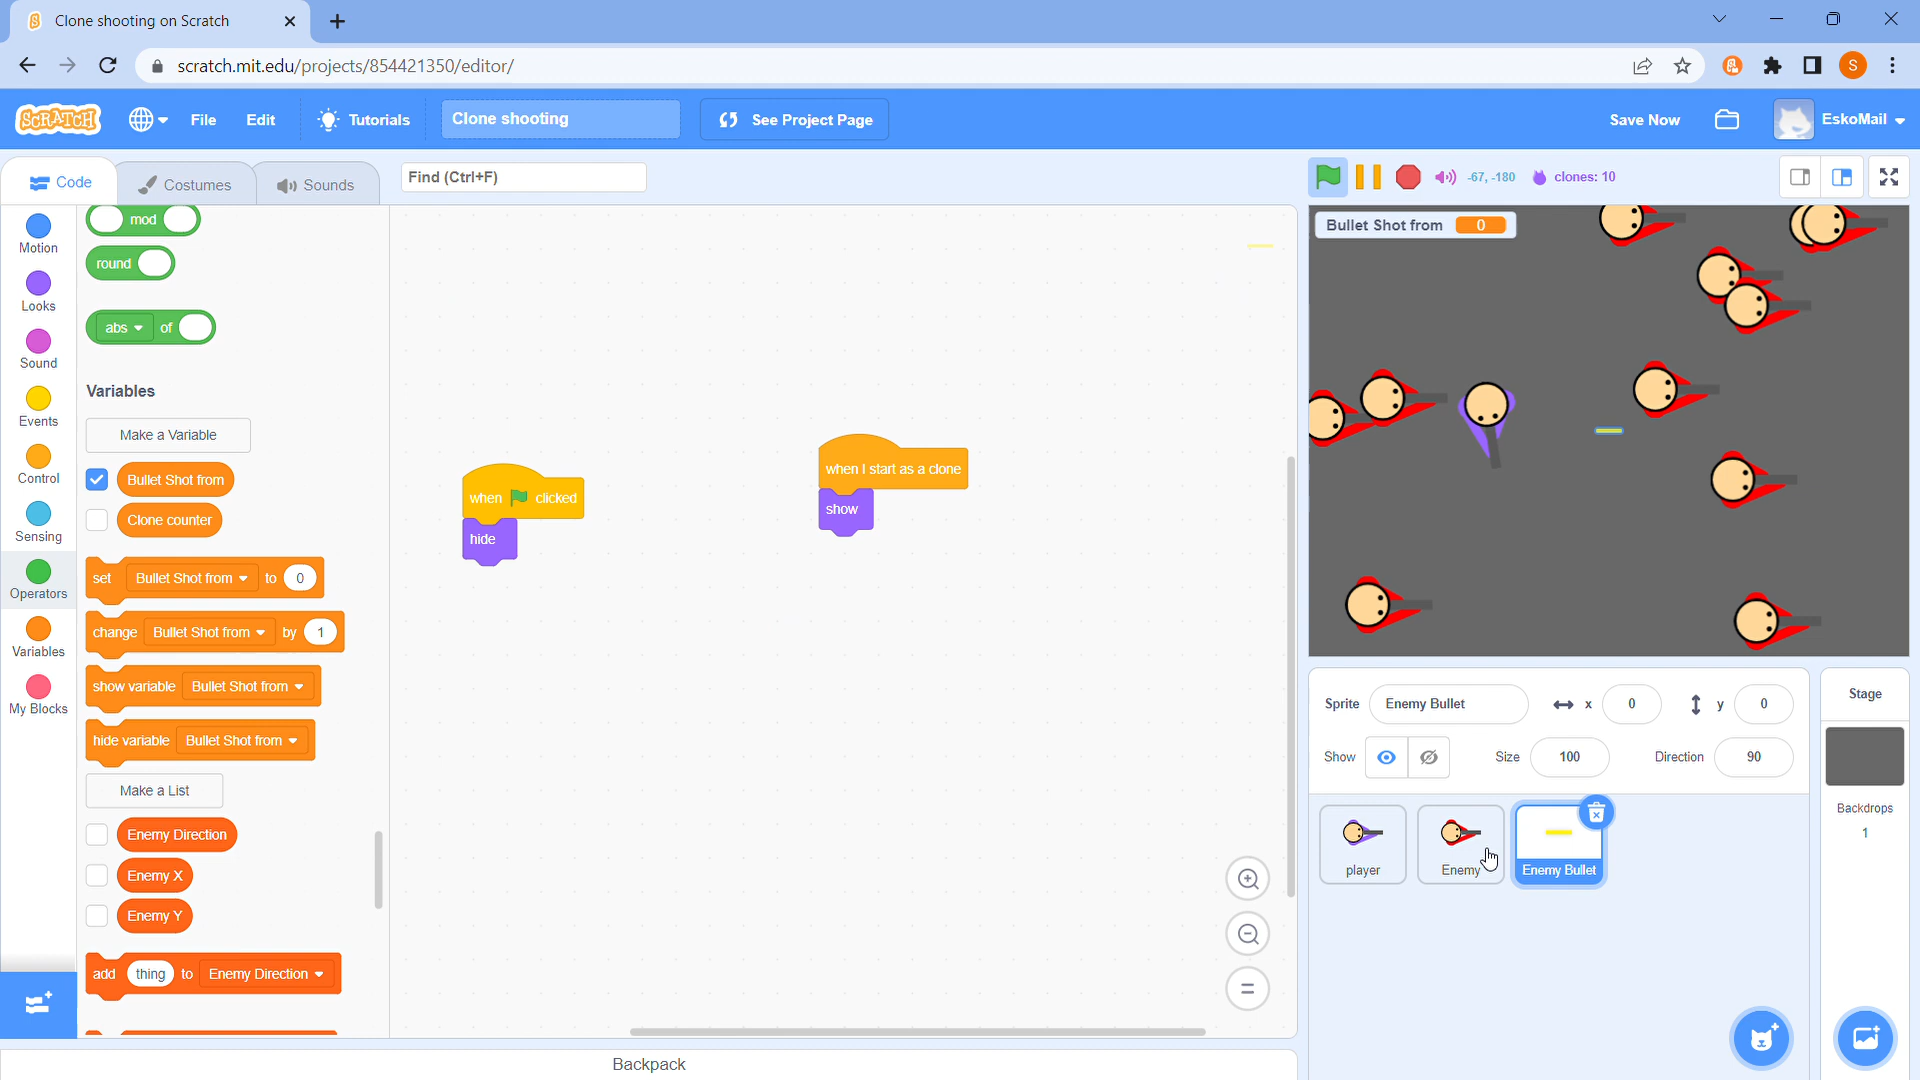 Clone shooting on Scratch
scratch.mit.edu/projects/854421350/editor/
S
SCRATCH
File
Edit
Tutorials
Clone shooting
See Project Page
Save Now
EskoMail
Code
Costumes
Sounds
Find (Ctrl+F)
-67, -180
clones: 10
Motion
Looks
Sound
Events
Control
Sensing
Operators
Variables
My Blocks
mod
round
abs of
Variables
Make a Variable
Bullet Shot from
Clone counter
set Bullet Shot from to 0
change Bullet Shot from by 1
show variable Bullet Shot from
hide variable Bullet Shot from
Make a List
Enemy Direction
Enemy X
Enemy Y
add thing to Enemy Direction
when clicked
hide
when I start as a clone
show
Backpack
Bullet Shot from 0
Sprite Enemy Bullet x 0 y 0
Show Size 100 Direction 90
player
Enemy
Enemy Bullet
Stage
Backdrops
1